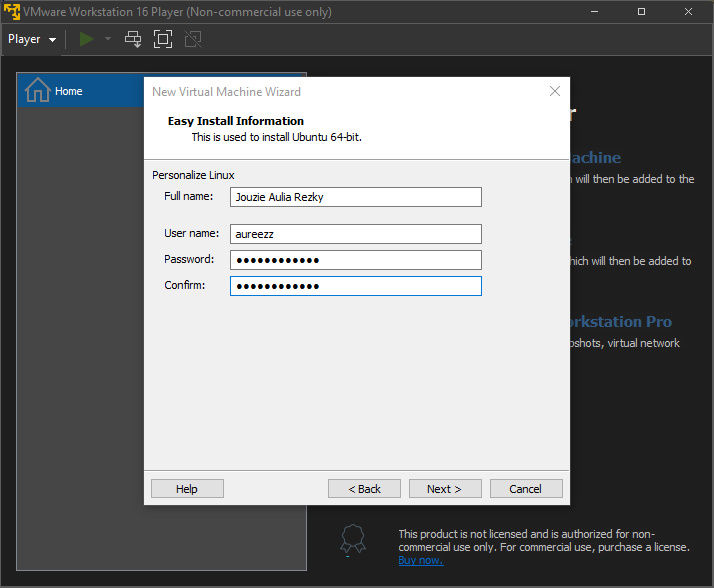 VMware Workstation 16 Player (Non-commercial use only)
Player
Home
New Virtual Machine Wizard
Easy Install Information
This is used to install Ubuntu 64-bit.
Personalize Linux
Full name: Jouzie Aulia Rezky
User name: aureezz
Password: ●●●●●●●●●●●●
Confirm: ●●●●●●●●●●●●
Help
< Back
Next >
Cancel
r
achine
will then be added to the
hich will then be added to
rkstation Pro
pshots, virtual network
This product is not licensed and is authorized for non-
commercial use only. For commercial use, purchase a license.
Buy now.